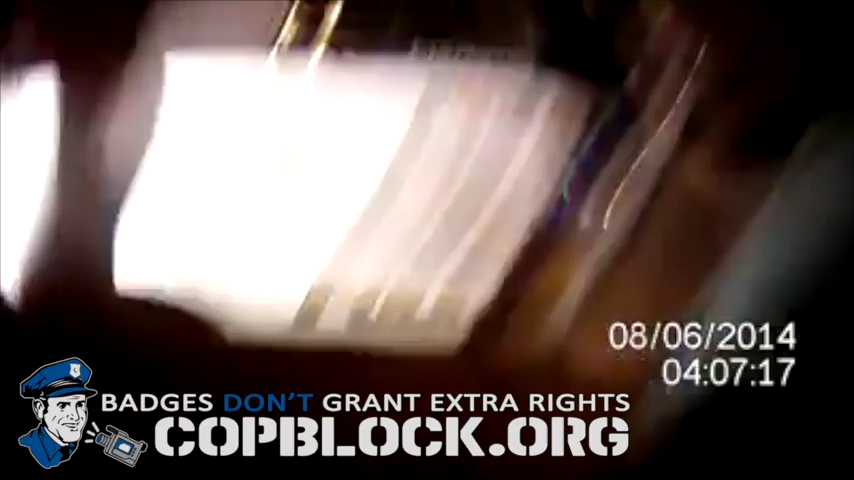 08/06/2014
04:07:17
BADGES DON'T GRANT EXTRA RIGHTS
COPBLOCK.ORG